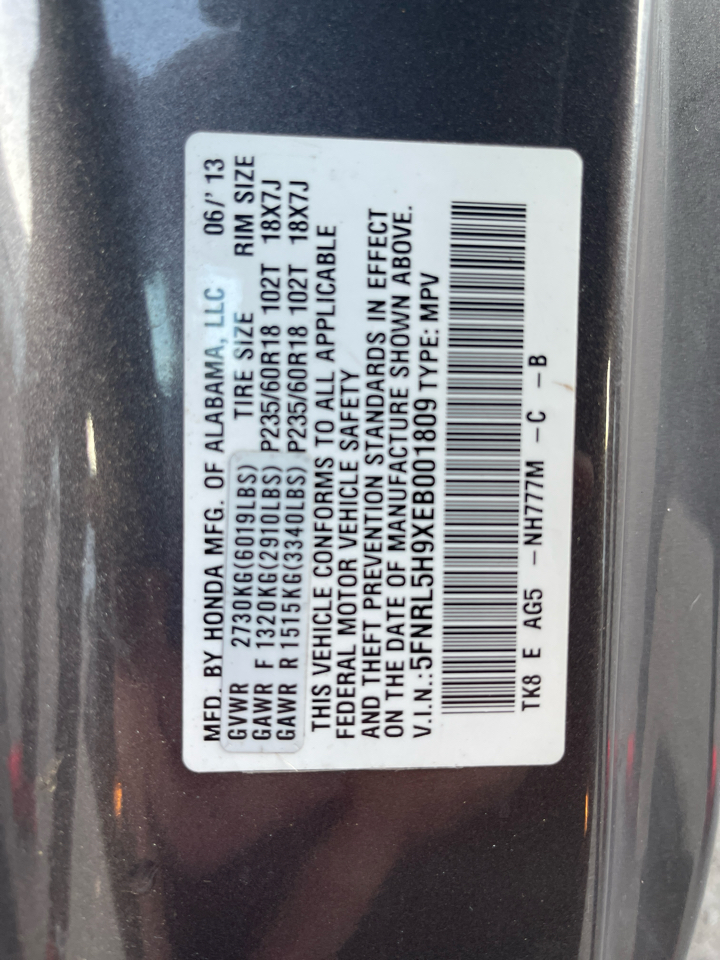 MFD. BY HONDA MFG. OF ALABAMA, LLC 06/'13
GVWR 2730KG(6019LBS) TIRE SIZE RIM SIZE
GAWR F 1320KG(2910LBS) P235/60R18 102T 18X7J
GAWR R 1515KG(3340LBS) P235/60R18 102T 18X7J
THIS VEHICLE CONFORMS TO ALL APPLICABLE
FEDERAL MOTOR VEHICLE SAFETY
AND THEFT PREVENTION STANDARDS IN EFFECT
ON THE DATE OF MANUFACTURE SHOWN ABOVE.
V.I.N.:5FNRL5H9XEB001809 TYPE: MPV
TK8 E AG5 -NH777M -C -B